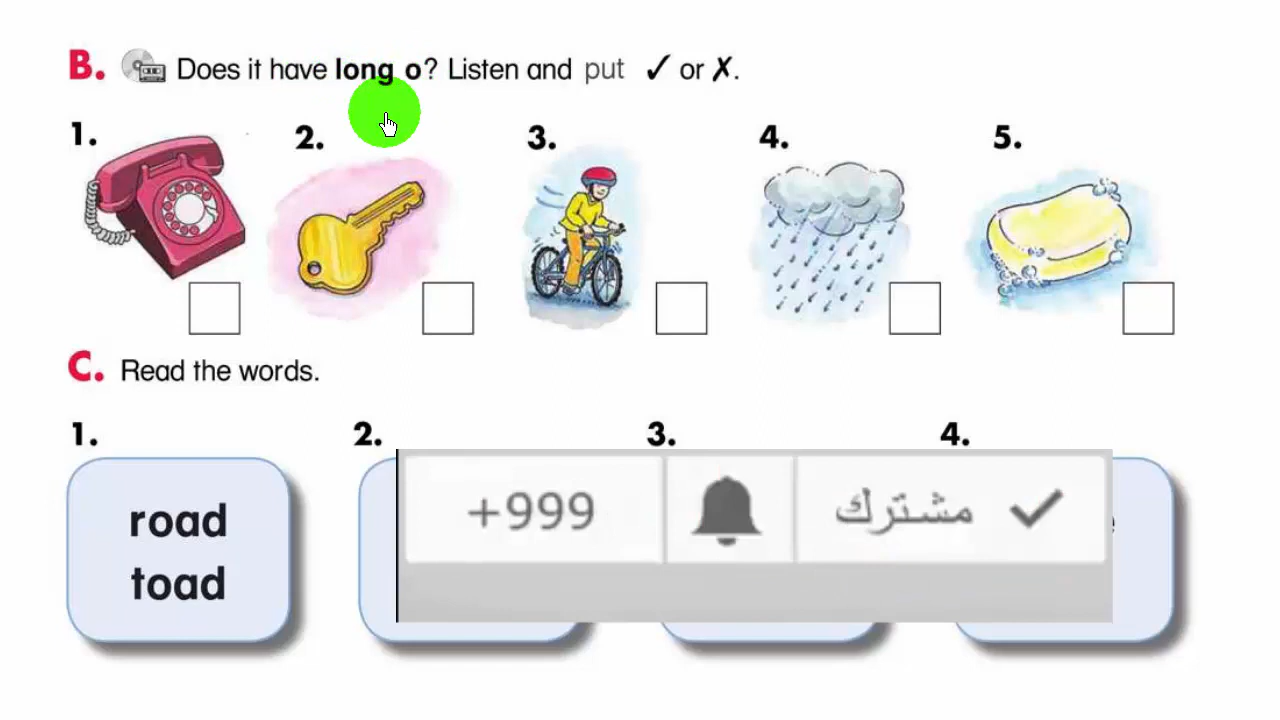 B. Does it have long o? Listen and put ✓ or ✗.
1. 2. 3. 4. 5.
C. Read the words.
1. 2. 3. 4.
road
toad
+999 مشترك ✓